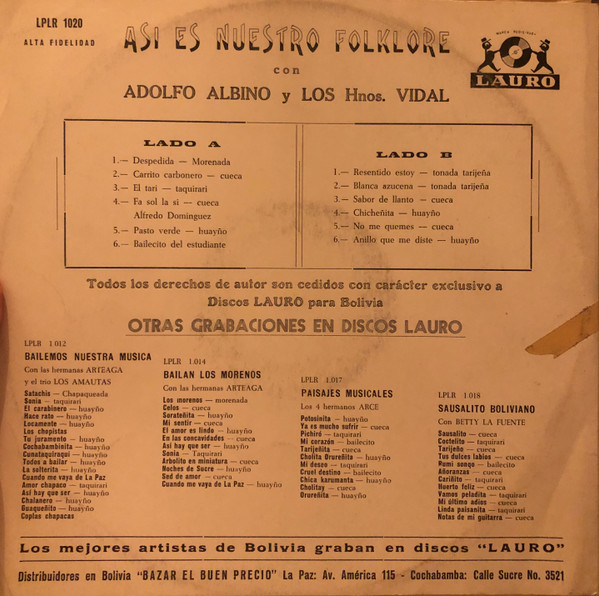 LPLR 1020
ALTA FIDELIDAD
ASI ES NUESTRO FOLKLORE
con
ADOLFO ALBINO y LOS Hnos. VIDAL
LAURO
LADO A
1.— Despedida — Morenada
2.— Carrito carbonero — cueca
3.— El tari — taquirari
4.— Fa sol la si — cueca
Alfredo Domínguez
5.— Pasto verde — huayño
6.— Bailecito del estudiante
LADO B
1.— Resentido estoy — tonada tarijeña
2.— Blanca azucena — tonada tarijeña
3.— Sabor de llanto — cueca
4.— Chicheñita — huayño
5.— No me quemes — cueca
6.— Anillo que me diste — huayño
Todos los derechos de autor son cedidos con carácter exclusivo a
Discos LAURO para Bolivia
OTRAS GRABACIONES EN DISCOS LAURO
LPLR 1.012
BAILEMOS NUESTRA MUSICA
Con las hermanas ARTEAGA
y el trio LOS AMAUTAS
Satachío — Chapaqueada
Sonia — taquirari
El carabinero — huayño
Hace rato — huayño
Locamente — huayño
Los chopistas
Tu juramento — huayño
Cochabambinita — huayño
Cunataquiraqui — huayño
Todos a bailar — huayño
La solterita — huayño
Cuando me vaya de La Paz
Amor chapaco — taquirari
Así hay que ser — huayño
Chalanero — huayño
Guaqueñito — huayño
Coplas chapacas
LPLR 1.014
BAILAN LOS MORENOS
Con las hermanas ARTEAGA
Los morenos — morenada
Celos — cueca
Sorateñita — huayño
Mi sentir — cueca
El amor es lindo — huayño
En las concavidades — cueca
Así hay que ser — huayño
Sonia — Taquirari
Arbolito en miniatura — cueca
Noches de Sucre — huayño
Sed de amor — cueca
Cuando me vaya de La Paz — huayño
LPLR 1.017
PAISAJES MUSICALES
Los 4 hermanos ARCE
Potosinita — huayño
Ya es mucho sufrir — cueca
Pichiró — taquirari
Mi corazón — bailecito
Tarijeñita — cueca
Cholita Orureñita — huayño
Mi deseo — taquirari
Cruel destino — bailecito
Chica karumanta — huayño
Cholitay — cueca
Orureñita — huayño
LPLR 1.018
SAUSALITO BOLIVIANO
Con BETTY LA FUENTE
Sausalito — cueca
Coctelito — taquirari
Tarijeño — cueca
Tus dulces labios — cueca
Rumi songo — bailecito
Añoranzas — cueca
Cariñito — taquirari
Huerto feliz — cueca
Vamos peladita — taquirari
Mi último adios — cueca
Linda paisanita — taquirari
Notas de mi guitarra — cueca
Los mejores artistas de Bolivia graban en discos "LAURO"
Distribuidores en Bolivia "BAZAR EL BUEN PRECIO" La Paz: Av. América 115 - Cochabamba: Calle Sucre No. 3521